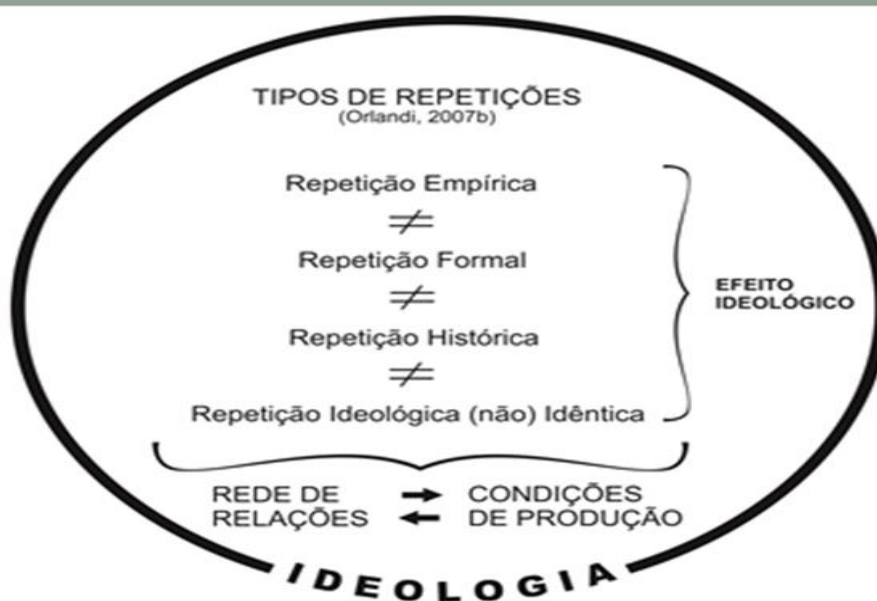 TIPOS DE REPETIÇÕES
(Orlandi, 2007b)
Repetição Empírica
≠
Repetição Formal
≠
Repetição Histórica
≠
Repetição Ideológica (não) Idêntica
EFEITO
IDEOLÓGICO
REDE DE → CONDIÇÕES
RELAÇÕES ← DE PRODUÇÃO
IDEOLOGIA